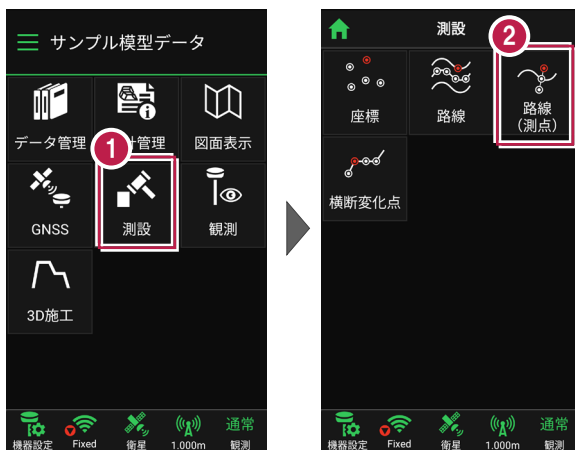 サンプル模型データ
データ管理
計管理
図面表示
1
GNSS
測設
観測
3D施工
機器設定
Fixed
衛星
1.000m
通常
観測
測設
2
座標
路線
路線
(測点)
横断変化点
機器設定
Fixed
衛星
1.000m
通常
観測